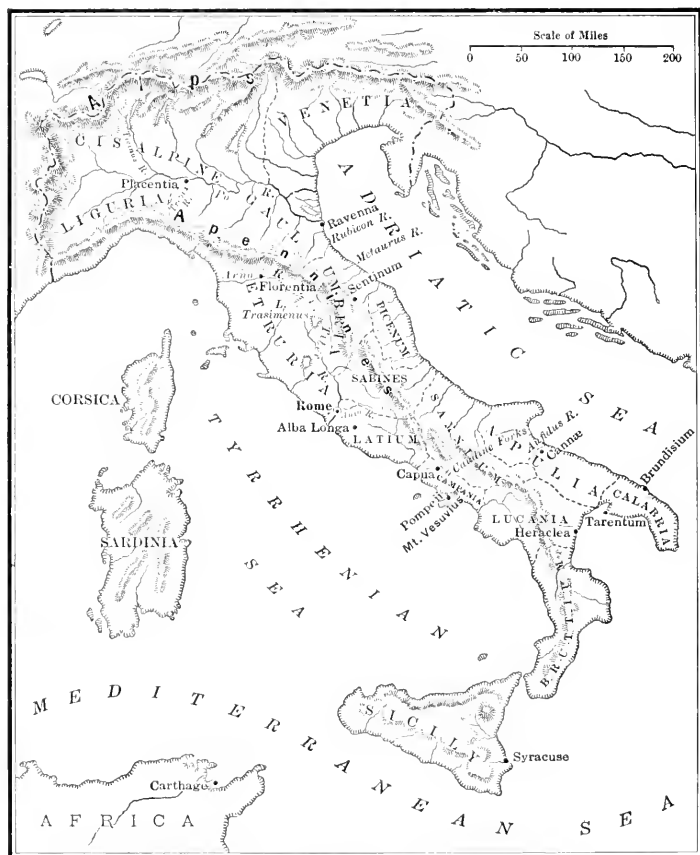 Scale of Miles
0 50 100 150 200
Alps
VENETIA
CISALPINE GAUL
Placentia
Po R.
LIGURIA
Apennines
ADRIATIC SEA
Ravenna
Rubicon R.
Metaurus R.
Arno R.
Florentia
Sentinum
UMBRIA
L. Trasimenus
ETRURIA
PICENUM
CORSICA
SABINES
Rome
Alba Longa
LATIUM
SAMNIUM
APULIA
Caudine Forks
Aufidus R.
Cannæ
Brundisium
Capua
CAMPANIA
Pompeii
Mt. Vesuvius
CALABRIA
LUCANIA
Tarentum
Heraclea
TYRRHENIAN SEA
SARDINIA
BRUTTIUM
MEDITERRANEAN SEA
SICILY
Syracuse
Carthage
AFRICA